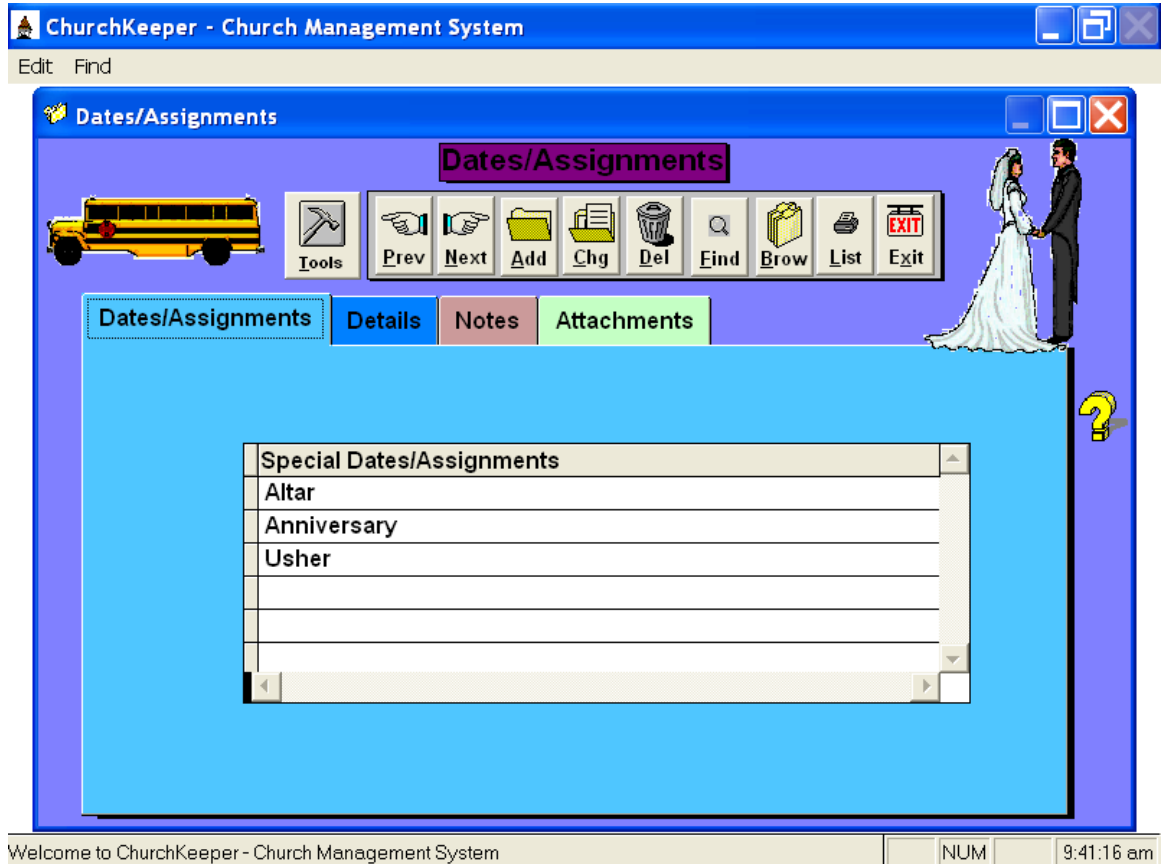 ChurchKeeper - Church Management System
Edit Find
Dates/Assignments
Dates/Assignments
Tools Prev Next Add Chg Del Find Brow List EXIT Exit
Dates/Assignments Details Notes Attachments
Special Dates/Assignments
Altar
Anniversary
Usher
Welcome to ChurchKeeper - Church Management System NUM 9:41:16 am